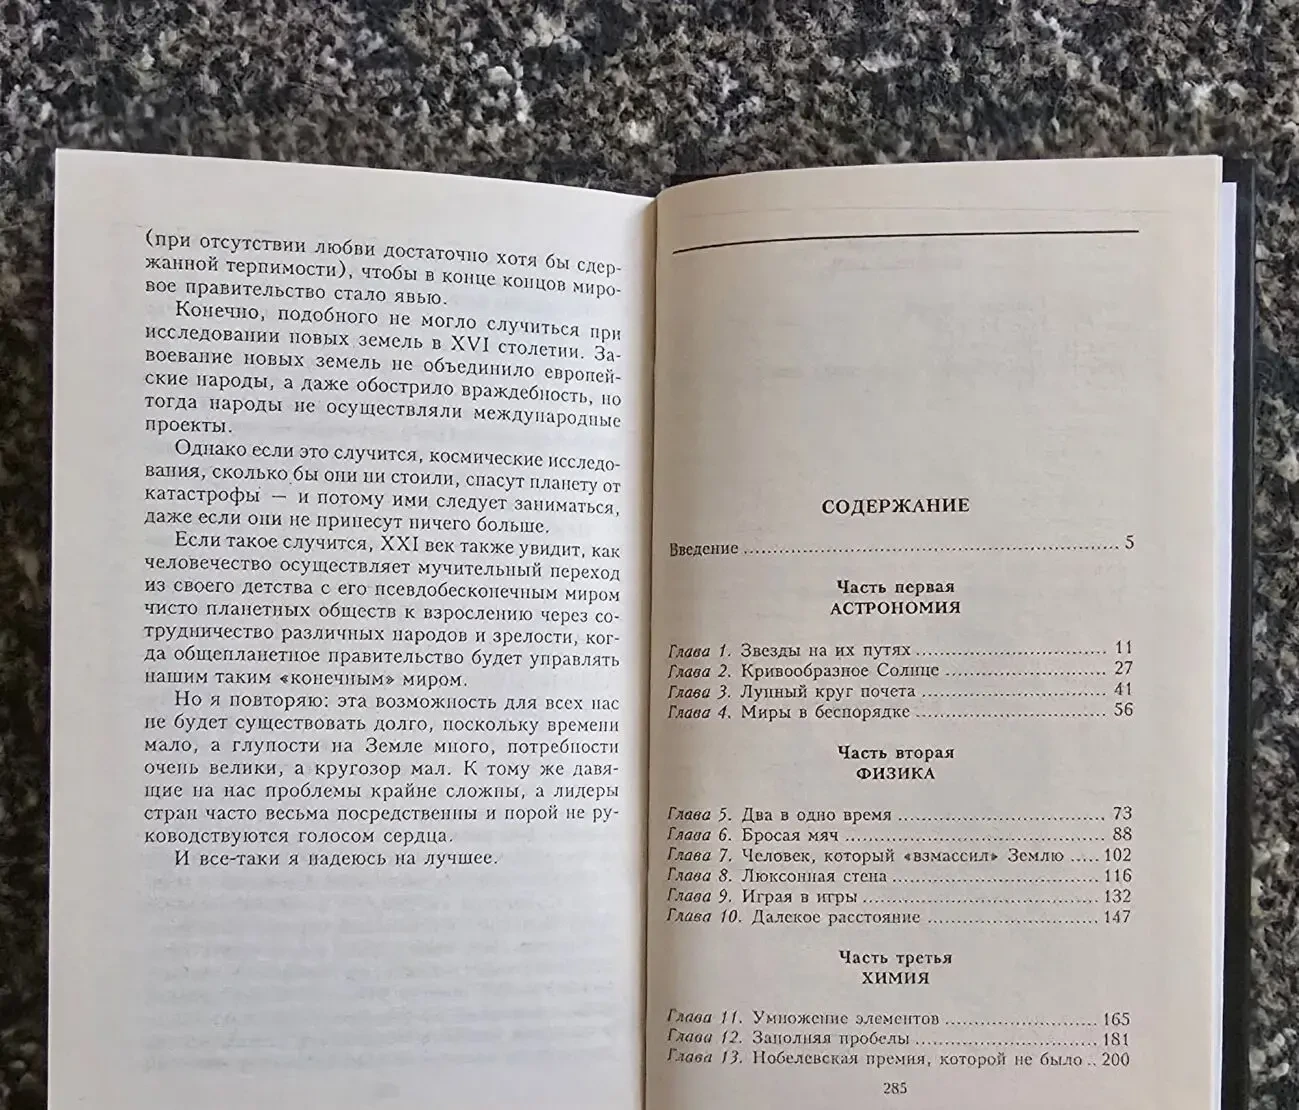 (при отсутствии любви достаточно хотя бы сдер-
жанной терпимости), чтобы в конце концов миро-
вое правительство стало явью.
Конечно, подобного не могло случиться при
исследовании новых земель в XVI столетии. За-
воевание новых земель не объединило европей-
ские народы, а даже обострило враждебность, но
тогда народы не осуществляли международные
проекты.
Однако если это случится, космические исследо-
вания, сколько бы они ни стоили, спасут планету от
катастрофы — и потому ими следует заниматься,
даже если они не принесут ничего больше.
Если такое случится, XXI век также увидит, как
человечество осуществляет мучительный переход
из своего детства с его псевдобесконечным миром
чисто планетных обществ к взрослению через со-
трудничество различных народов и зрелости, ког-
да общепланетное правительство будет управлять
нашим таким «конечным» миром.
Но я повторяю: эта возможность для всех нас
не будет существовать долго, поскольку времени
мало, а глупости на Земле много, потребности
очень велики, а кругозор мал. К тому же давя-
щие на нас проблемы крайне сложны, а лидеры
стран часто весьма посредственны и порой не ру-
ководствуются голосом сердца.
И все-таки я надеюсь на лучшее.
СОДЕРЖАНИЕ
Введение ........ 5
Часть первая
АСТРОНОМИЯ
Глава 1. Звезды на их путях ........ 11
Глава 2. Кривообразное Солнце ........ 27
Глава 3. Лунный круг почета ........ 41
Глава 4. Миры в беспорядке ........ 56
Часть вторая
ФИЗИКА
Глава 5. Два в одно время ........ 73
Глава 6. Бросая мяч ........ 88
Глава 7. Человек, который «взмассил» Землю ..... 102
Глава 8. Люксонная стена ........ 116
Глава 9. Играя в игры ........ 132
Глава 10. Далекое расстояние ........ 147
Часть третья
ХИМИЯ
Глава 11. Умножение элементов ........ 165
Глава 12. Заполняя пробелы ........ 181
Глава 13. Нобелевская премия, которой не было .. 200
285